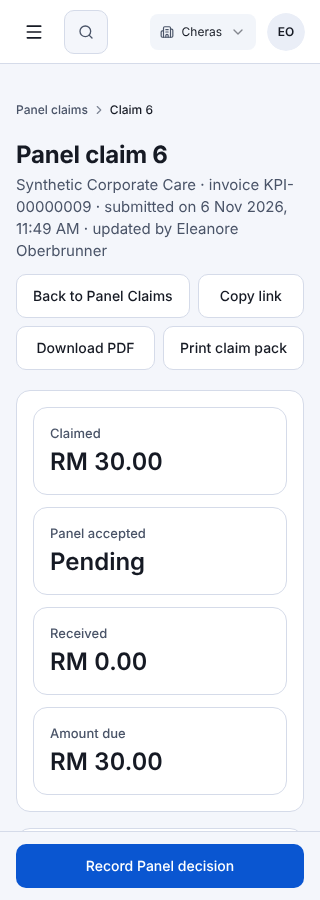 Cheras
EO
Panel claims > Claim 6
Panel claim 6
Synthetic Corporate Care · invoice KPI-
00000009 · submitted on 6 Nov 2026,
11:49 AM · updated by Eleanore
Oberbrunner
Back to Panel Claims
Copy link
Download PDF
Print claim pack
Claimed
RM 30.00
Panel accepted
Pending
Received
RM 0.00
Amount due
RM 30.00
Record Panel decision